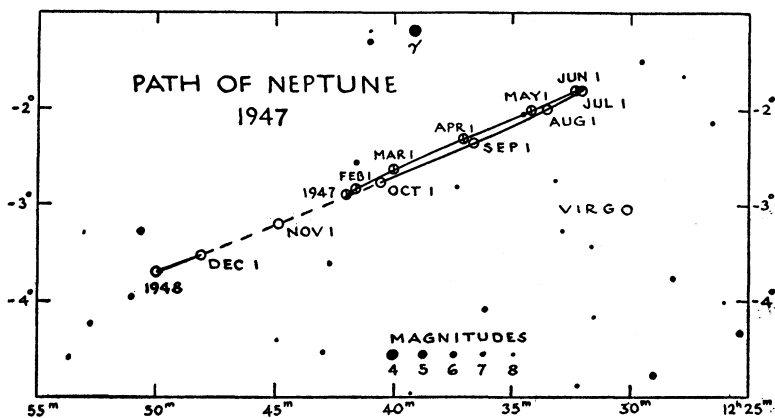 γ
PATH OF NEPTUNE
1947
JUN 1
MAY 1
JUL 1
AUG 1
APR 1
SEP 1
MAR 1
FEB 1
1947
OCT 1
NOV 1
DEC 1
1948
VIRGO
-2° -2°
-3° -3°
-4° -4°
MAGNITUDES
4 5 6 7 8
55m 50m 45m 40m 35m 30m 12h25m